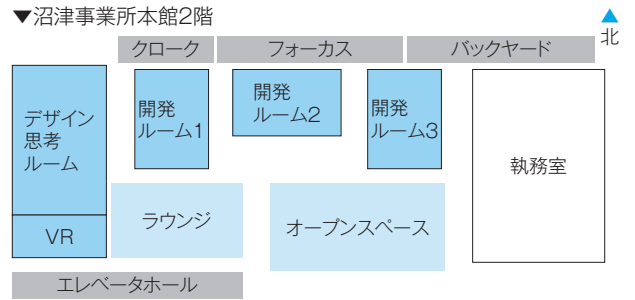 ▼沼津事業所本館2階
▲
北
クローク
フォーカス
バックヤード
デザイン
思考
ルーム
開発
ルーム1
開発
ルーム2
開発
ルーム3
執務室
VR
ラウンジ
オープンスペース
エレベータホール